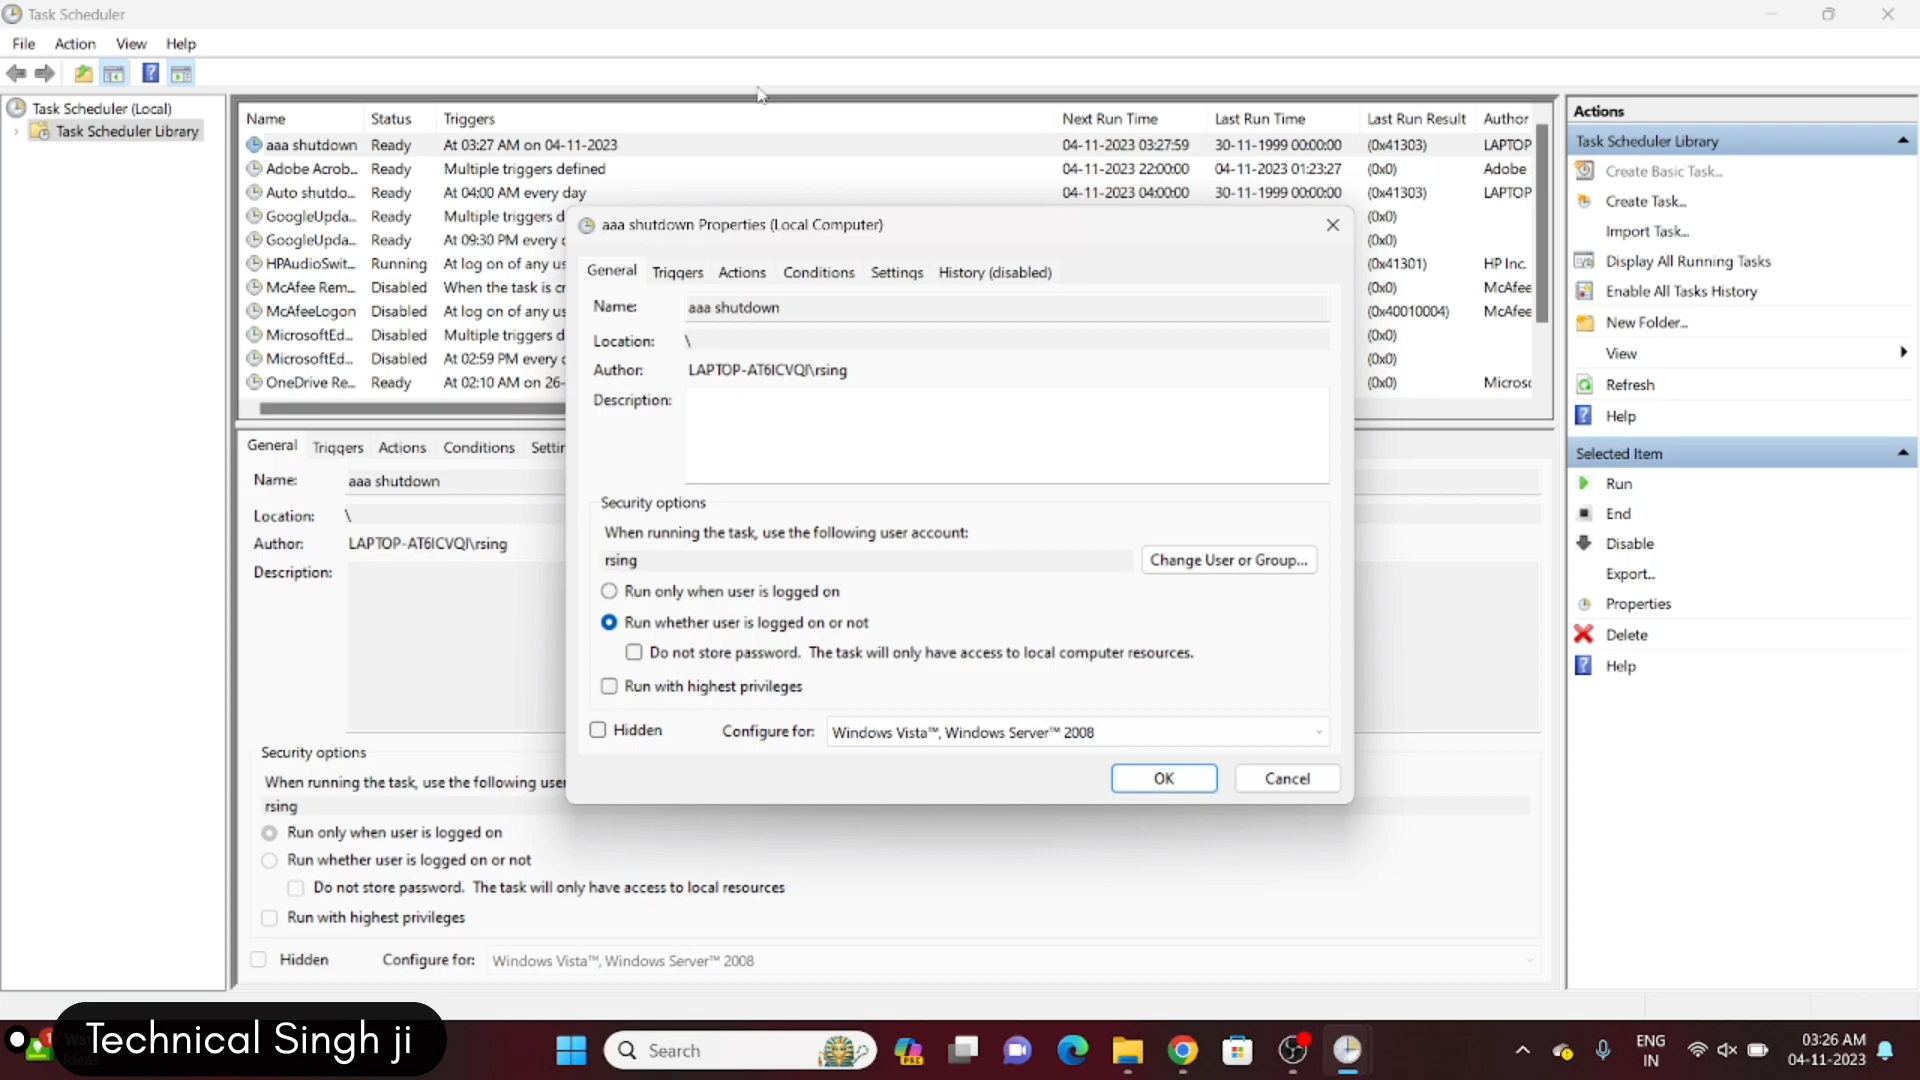 Task Scheduler
File Action View Help
Task Scheduler (Local)
Task Scheduler Library
Name Status Triggers Next Run Time Last Run Time Last Run Result Author
aaa shutdown Ready At 03:27 AM on 04-11-2023 04-11-2023 03:27:59 30-11-1999 00:00:00 (0x41303) LAPTOP
Adobe Acrob... Ready Multiple triggers defined 04-11-2023 22:00:00 04-11-2023 01:23:27 (0x0) Adobe
Auto shutdo... Ready At 04:00 AM every day 04-11-2023 04:00:00 30-11-1999 00:00:00 (0x41303) LAPTOP
GoogleUpda... Ready Multiple triggers d (0x0)
GoogleUpda... Ready At 09:30 PM every (0x0)
HPAudioSwit... Running At log on of any us (0x41301) HP Inc.
McAfee Rem... Disabled When the task is cr (0x0) McAfee
McAfeeLogon Disabled At log on of any us (0x40010004) McAfee
MicrosoftEd... Disabled Multiple triggers d (0x0)
MicrosoftEd... Disabled At 02:59 PM every (0x0)
OneDrive Re... Ready At 02:10 AM on 26- (0x0) Microso
General Triggers Actions Conditions Settin
Name: aaa shutdown
Location: \
Author: LAPTOP-AT6ICVQI\rsing
Description:
Security options
When running the task, use the following user
rsing
Run only when user is logged on
Run whether user is logged on or not
Do not store password. The task will only have access to local resources
Run with highest privileges
Hidden Configure for: Windows Vista™, Windows Server™ 2008
aaa shutdown Properties (Local Computer)
General Triggers Actions Conditions Settings History (disabled)
Name: aaa shutdown
Location: \
Author: LAPTOP-AT6ICVQI\rsing
Description:
Security options
When running the task, use the following user account:
rsing Change User or Group...
Run only when user is logged on
Run whether user is logged on or not
Do not store password. The task will only have access to local computer resources.
Run with highest privileges
Hidden Configure for: Windows Vista™, Windows Server™ 2008
OK Cancel
Actions
Task Scheduler Library
Create Basic Task...
Create Task...
Import Task...
Display All Running Tasks
Enable All Tasks History
New Folder...
View
Refresh
Help
Selected Item
Run
End
Disable
Export...
Properties
Delete
Help
1
Technical Singh ji
Search
PRE
ENG
IN
03:26 AM
04-11-2023